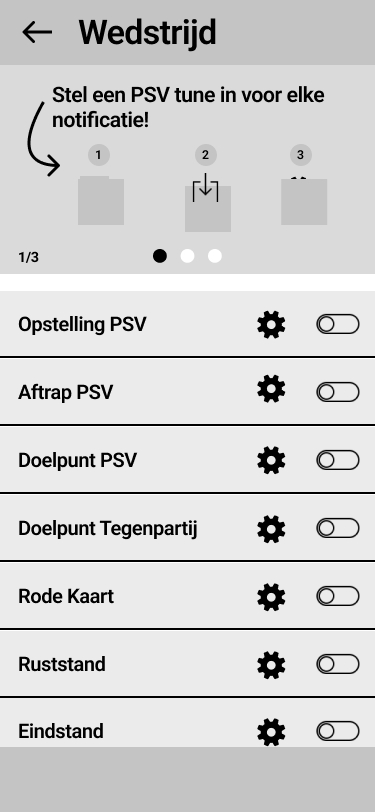 Wedstrijd
Stel een PSV tune in voor elke
notificatie!
1
2
3
1/3
Opstelling PSV
Aftrap PSV
Doelpunt PSV
Doelpunt Tegenpartij
Rode Kaart
Ruststand
Eindstand